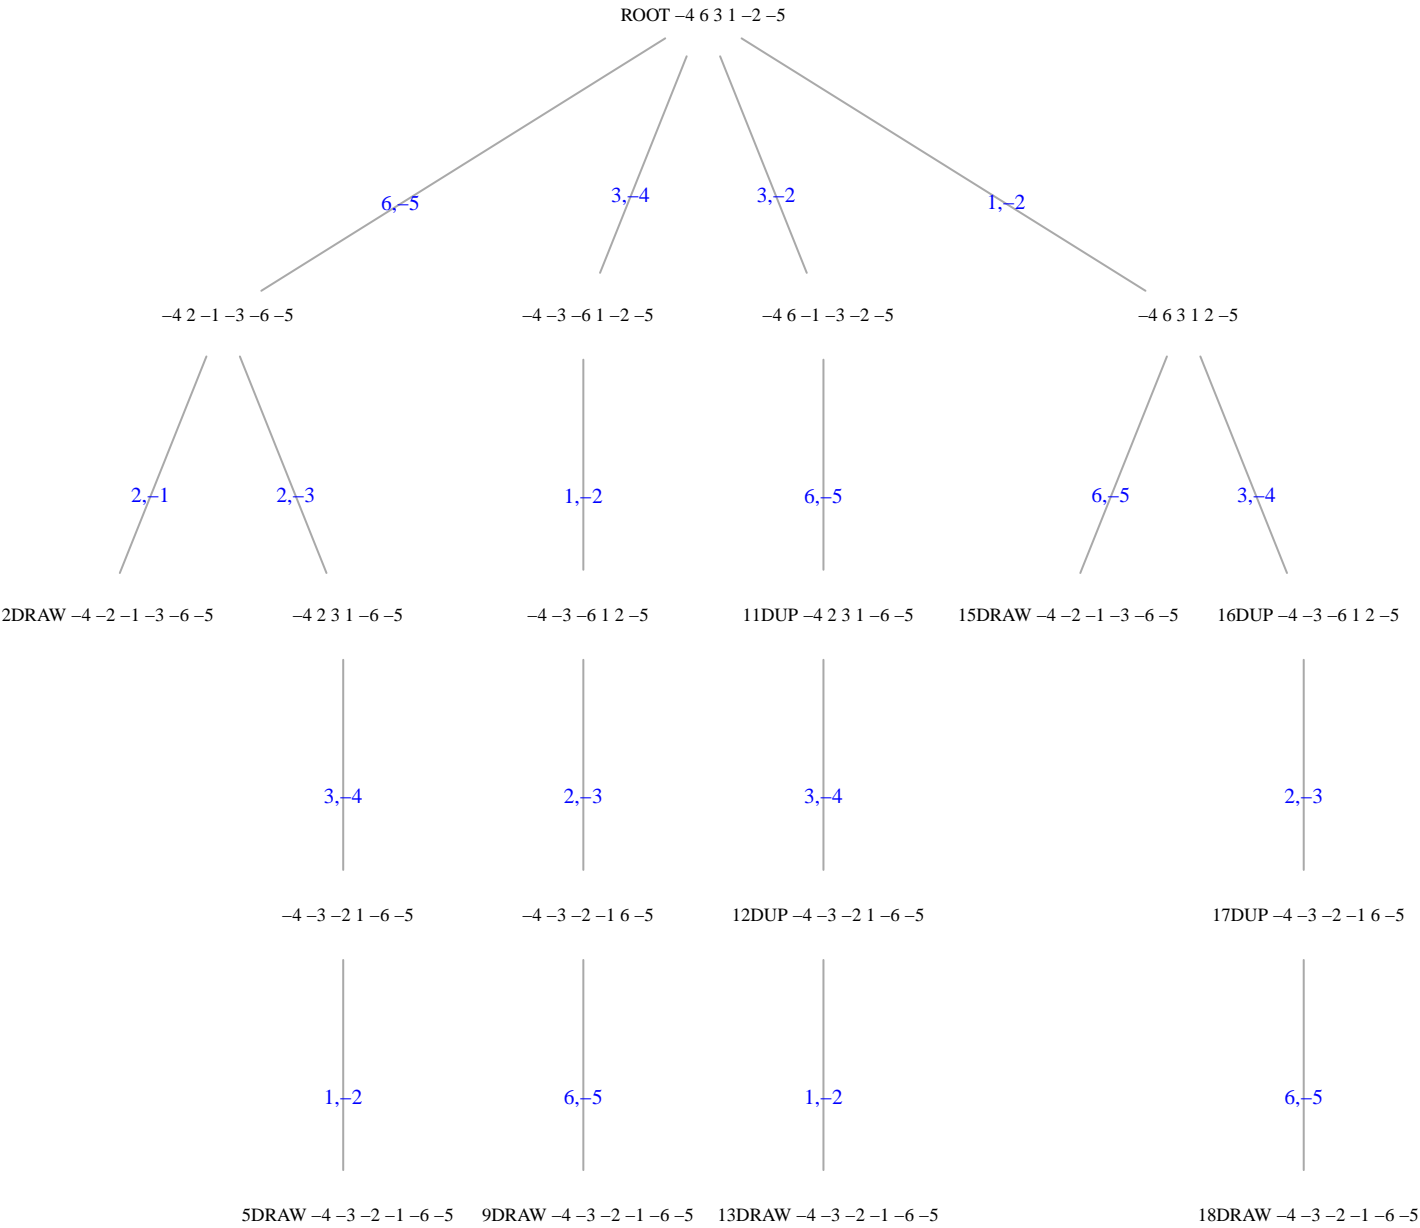 ROOT –4 6 3 1 –2 –5
6,–5
3,–4
3,–2
1,–2
–4 2 –1 –3 –6 –5
–4 –3 –6 1 –2 –5
–4 6 –1 –3 –2 –5
–4 6 3 1 2 –5
2,–1
2,–3
1,–2
6,–5
6,–5
3,–4
2DRAW –4 –2 –1 –3 –6 –5
–4 2 3 1 –6 –5
–4 –3 –6 1 2 –5
11DUP –4 2 3 1 –6 –5
15DRAW –4 –2 –1 –3 –6 –5
16DUP –4 –3 –6 1 2 –5
3,–4
2,–3
3,–4
2,–3
–4 –3 –2 1 –6 –5
–4 –3 –2 –1 6 –5
12DUP –4 –3 –2 1 –6 –5
17DUP –4 –3 –2 –1 6 –5
1,–2
6,–5
1,–2
6,–5
5DRAW –4 –3 –2 –1 –6 –5
9DRAW –4 –3 –2 –1 –6 –5
13DRAW –4 –3 –2 –1 –6 –5
18DRAW –4 –3 –2 –1 –6 –5